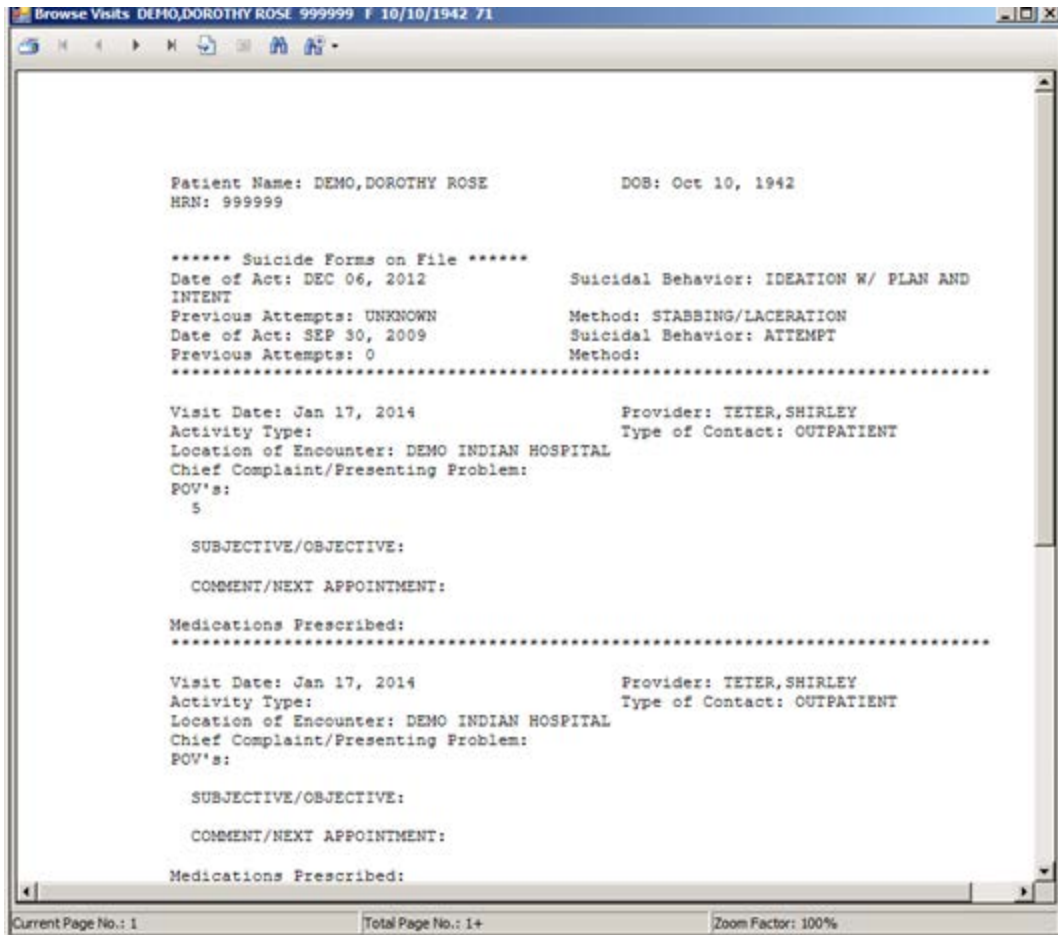 Browse Visits DEMO,DOROTHY ROSE 999999 F 10/10/1942 71
Patient Name: DEMO,DOROTHY ROSE DOB: Oct 10, 1942
HRN: 999999
****** Suicide Forms on File ******
Date of Act: DEC 06, 2012 Suicidal Behavior: IDEATION W/ PLAN AND
INTENT
Previous Attempts: UNKNOWN Method: STABBING/LACERATION
Date of Act: SEP 30, 2009 Suicidal Behavior: ATTEMPT
Previous Attempts: 0 Method:
*******************************************************************************
Visit Date: Jan 17, 2014 Provider: TETER,SHIRLEY
Activity Type: Type of Contact: OUTPATIENT
Location of Encounter: DEMO INDIAN HOSPITAL
Chief Complaint/Presenting Problem:
POV's:
5
SUBJECTIVE/OBJECTIVE:
COMMENT/NEXT APPOINTMENT:
Medications Prescribed:
*******************************************************************************
Visit Date: Jan 17, 2014 Provider: TETER,SHIRLEY
Activity Type: Type of Contact: OUTPATIENT
Location of Encounter: DEMO INDIAN HOSPITAL
Chief Complaint/Presenting Problem:
POV's:
SUBJECTIVE/OBJECTIVE:
COMMENT/NEXT APPOINTMENT:
Medications Prescribed:
Current Page No.: 1 Total Page No.: 1+ Zoom Factor: 100%